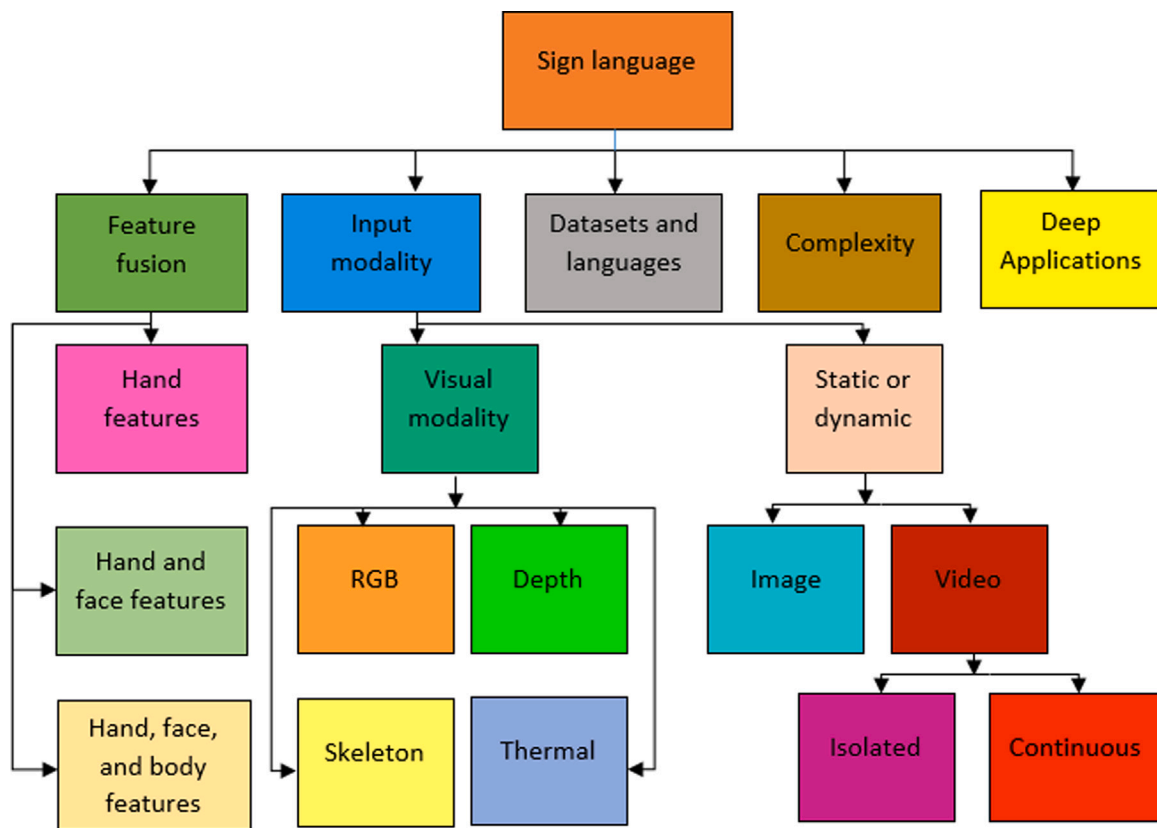 Sign language
Feature
fusion
Input
modality
Datasets and
languages
Complexity
Deep
Applications
Hand
features
Visual
modality
Static or
dynamic
Hand and
face features
RGB
Depth
Image
Video
Hand, face,
and body
features
Skeleton
Thermal
Isolated
Continuous